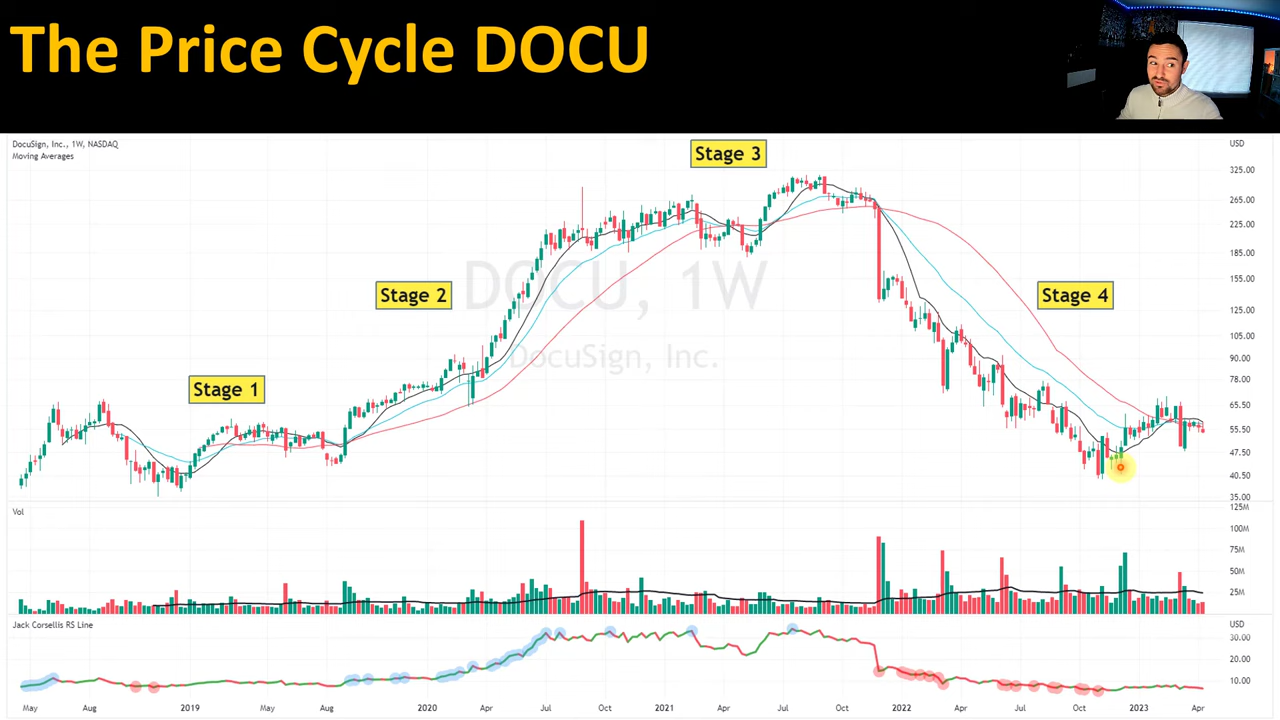 The Price Cycle DOCU
DocuSign, Inc., 1W, NASDAQ
Moving Averages
USD
Stage 3
325.00
265.00
225.00
185.00
DOCU, 1W
155.00
Stage 2
Stage 4
125.00
105.00
DocuSign, Inc.
90.00
78.00
Stage 1
65.50
55.50
47.50
40.50
35.00
Vol
125M
100M
75M
50M
25M
Jack Corsellis RS Line
USD
30.00
20.00
10.00
May Aug 2019 May Aug 2020 Apr Jul Oct 2021 Apr Jul Oct 2022 Apr Jul Oct 2023 Apr